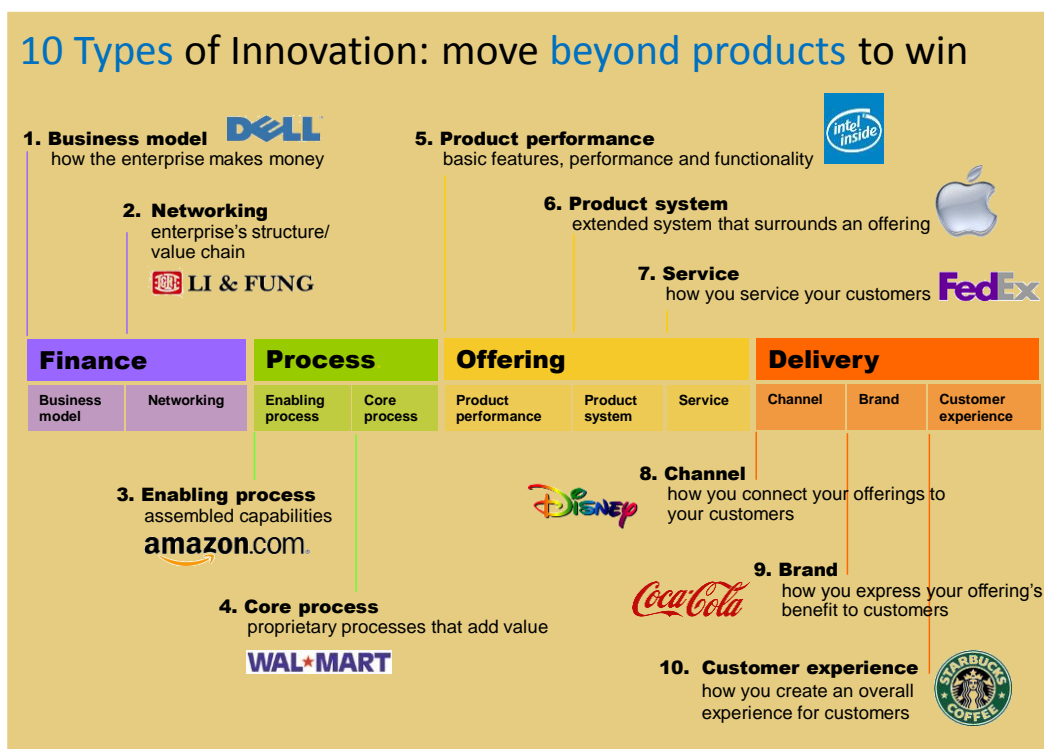 10 Types of Innovation: move beyond products to win
1. Business model
DELL
how the enterprise makes money
2. Networking
enterprise's structure/
value chain
LI & FUNG
5. Product performance
basic features, performance and functionality
intel
inside
6. Product system
extended system that surrounds an offering
7. Service
how you service your customers
FedEx
Finance
Process
Offering
Delivery
Business
model
Networking
Enabling
process
Core
process
Product
performance
Product
system
Service
Channel
Brand
Customer
experience
3. Enabling process
assembled capabilities
amazon.com
4. Core process
proprietary processes that add value
WAL★MART
8. Channel
how you connect your offerings to
your customers
Disney
9. Brand
how you express your offering's
benefit to customers
Coca-Cola
10. Customer experience
how you create an overall
experience for customers
STARBUCKS
COFFEE